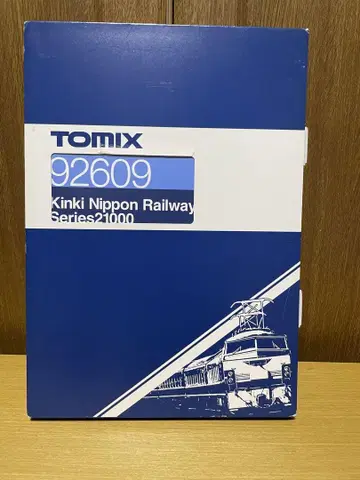 TOMIX
92609
Kinki Nippon Railway
Series21000